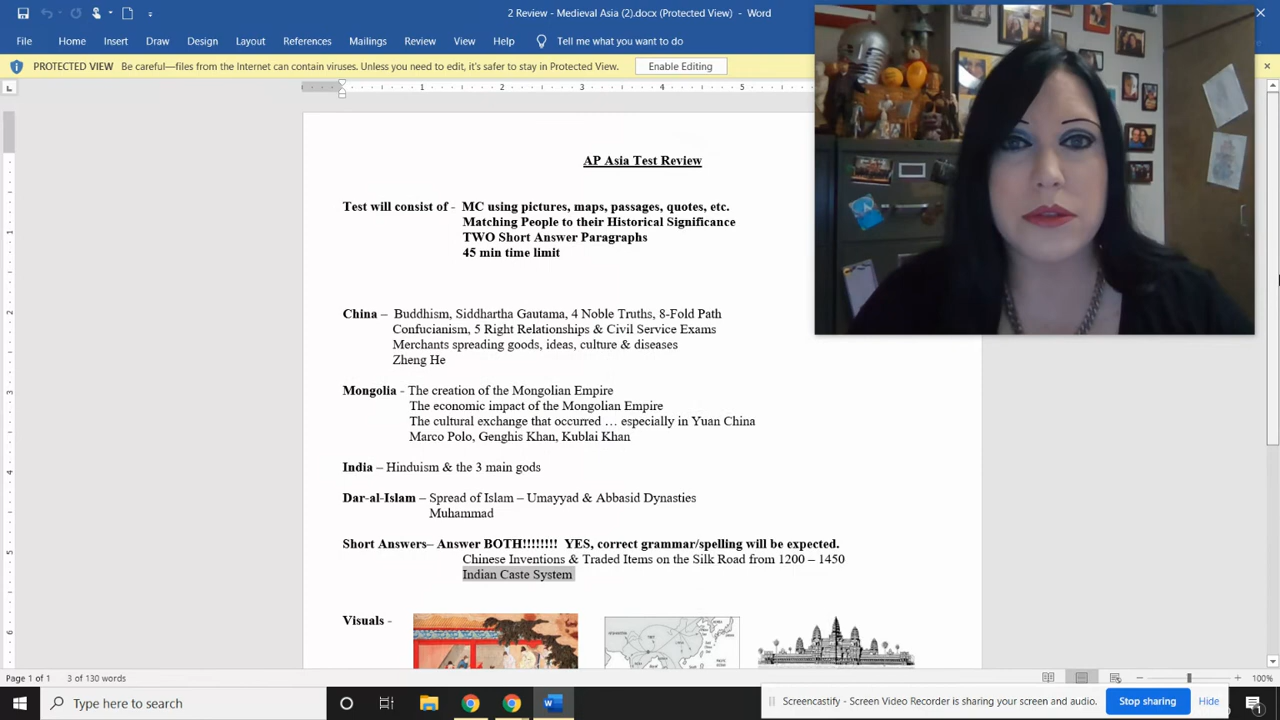 2 Review - Medieval Asia (2).docx (Protected View) - Word
File Home Insert Draw Design Layout References Mailings Review View Tell me what you want to do
PROTECTED VIEW Be careful—files from the Internet can contain viruses. Unless you need to edit, it's safer to stay in Protected View. Enable Editing
1 2 3 4 5
AP Asia Test Review
Test will consist of - MC using pictures, maps, passages, quotes, etc.
Matching People to their Historical Significance
TWO Short Answer Paragraphs
45 min time limit
China – Buddhism, Siddhartha Gautama, 4 Noble Truths, 8-Fold Path
Confucianism, 5 Right Relationships & Civil Service Exams
Merchants spreading goods, ideas, culture & diseases
Zheng He
Mongolia - The creation of the Mongolian Empire
The economic impact of the Mongolian Empire
The cultural exchange that occurred … especially in Yuan China
Marco Polo, Genghis Khan, Kublai Khan
India – Hinduism & the 3 main gods
Dar-al-Islam – Spread of Islam – Umayyad & Abbasid Dynasties
Muhammad
Short Answers– Answer BOTH!!!!!!!! YES, correct grammar/spelling will be expected.
Chinese Inventions & Traded Items on the Silk Road from 1200 – 1450
Indian Caste System
Visuals -
Page 1 of 1 3 of 130 words 100%
Type here to search
Screencastify - Screen Video Recorder is sharing your screen and audio. Stop sharing Hide